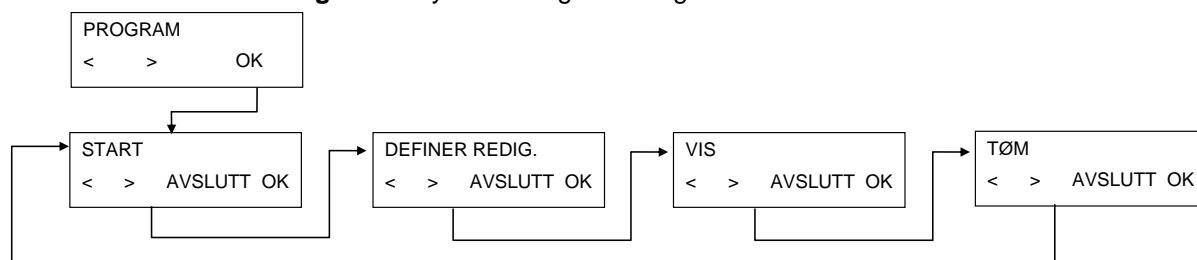 PROGRAM
< > OK
START
< > AVSLUTT OK
DEFINER REDIG.
< > AVSLUTT OK
VIS
< > AVSLUTT OK
TØM
< > AVSLUTT OK